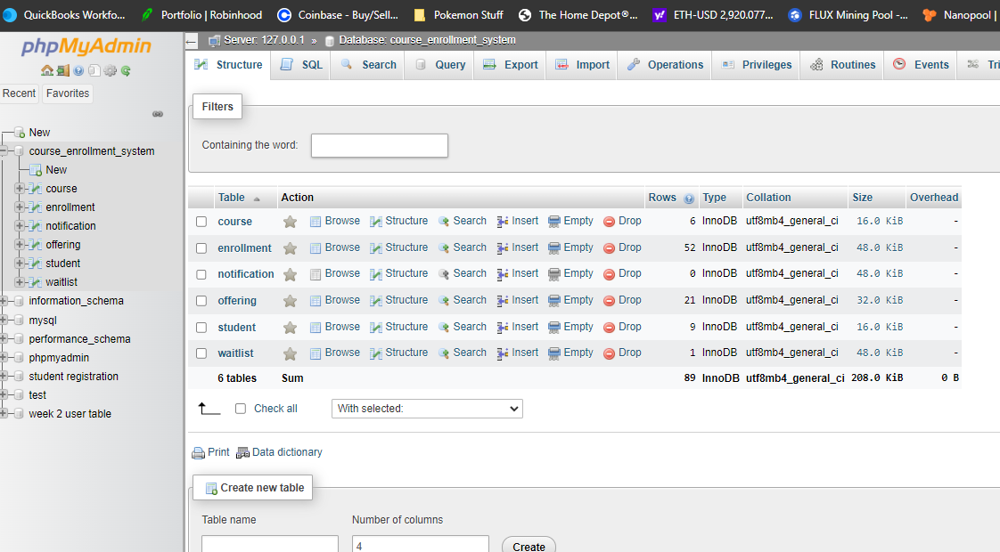 QuickBooks Workfo... Portfolio | Robinhood Coinbase - Buy/Sell... Pokemon Stuff The Home Depot®... ETH-USD 2,920.077... FLUX Mining Pool -... Nanopool |
phpMyAdmin
Recent Favorites
New
course_enrollment_system
New
course
enrollment
notification
offering
student
waitlist
information_schema
mysql
performance_schema
phpmyadmin
student registration
test
week 2 user table
Server: 127.0.0.1 » Database: course_enrollment_system
Structure SQL Search Query Export Import Operations Privileges Routines Events Tri
Filters
Containing the word:
Table Action Rows Type Collation Size Overhead
course Browse Structure Search Insert Empty Drop 6 InnoDB utf8mb4_general_ci 16.0 KiB -
enrollment Browse Structure Search Insert Empty Drop 52 InnoDB utf8mb4_general_ci 48.0 KiB -
notification Browse Structure Search Insert Empty Drop 0 InnoDB utf8mb4_general_ci 48.0 KiB -
offering Browse Structure Search Insert Empty Drop 21 InnoDB utf8mb4_general_ci 32.0 KiB -
student Browse Structure Search Insert Empty Drop 9 InnoDB utf8mb4_general_ci 16.0 KiB -
waitlist Browse Structure Search Insert Empty Drop 1 InnoDB utf8mb4_general_ci 48.0 KiB -
6 tables Sum 89 InnoDB utf8mb4_general_ci 208.0 KiB 0 B
Check all With selected:
Print Data dictionary
Create new table
Table name Number of columns
4 Create